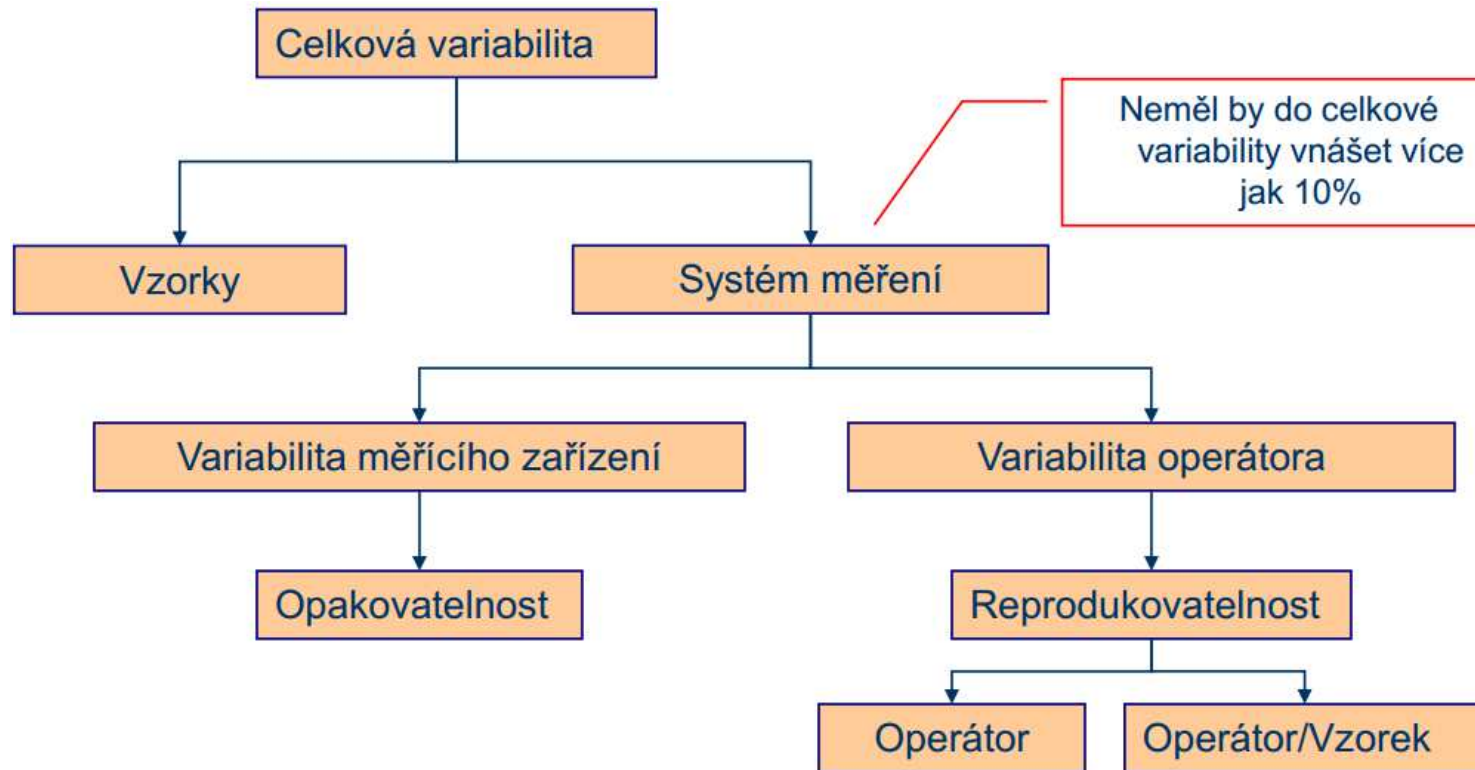 Celková variabilita
Neměl by do celkové
variability vnášet více
jak 10%
Vzorky
Systém měření
Variabilita měřícího zařízení
Variabilita operátora
Opakovatelnost
Reprodukovatelnost
Operátor
Operátor/Vzorek